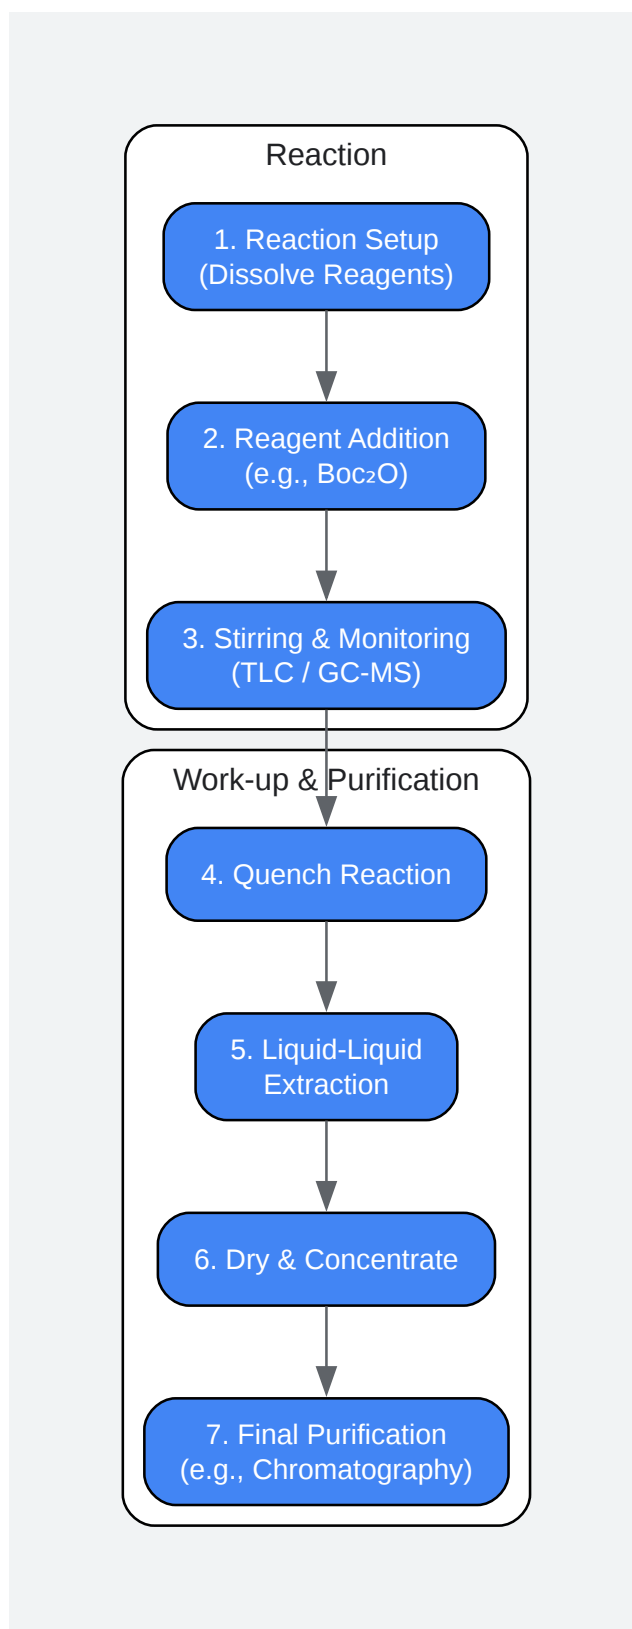 Reaction
1. Reaction Setup
(Dissolve Reagents)
2. Reagent Addition
(e.g., Boc₂O)
3. Stirring & Monitoring
(TLC / GC-MS)
Work-up & Purification
4. Quench Reaction
5. Liquid-Liquid
Extraction
6. Dry & Concentrate
7. Final Purification
(e.g., Chromatography)